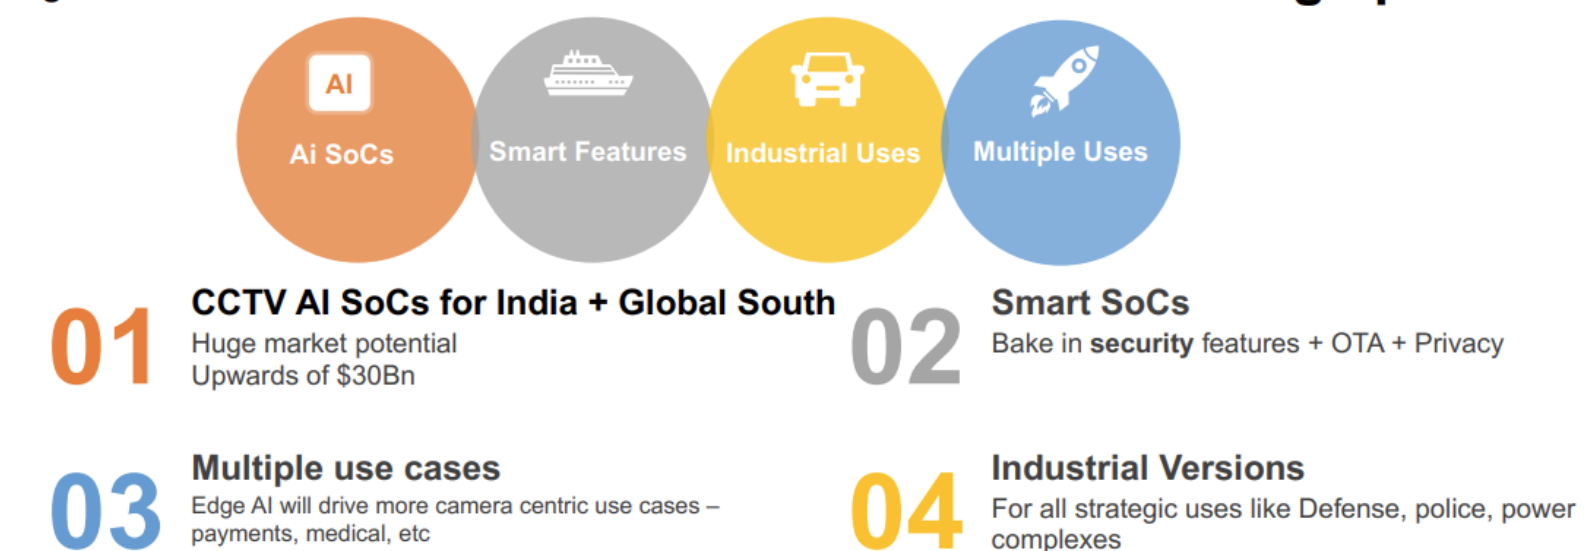 AI
Ai SoCs
Smart Features
Industrial Uses
Multiple Uses
01
CCTV AI SoCs for India + Global South
Huge market potential
Upwards of $30Bn
02
Smart SoCs
Bake in security features + OTA + Privacy
03
Multiple use cases
Edge AI will drive more camera centric use cases –
payments, medical, etc
04
Industrial Versions
For all strategic uses like Defense, police, power
complexes